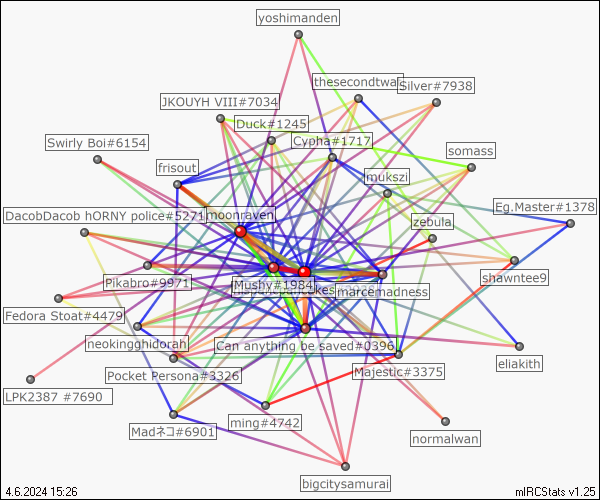 yoshimanden
thesecondtwa
Silver#7938
JKOUYH VIII#7034
Duck#1245
Cypha#1717
Swirly Boi#6154
somass
frisout
mukszi
Eg.Master#1378
DacobDacob hORNY police#5271
moonraven
zebula
Pikabro#9971
Mushy#1984
marcemadness
shawntee9
Fedora Stoat#4479
neokingghidorah
Can anything be saved#0396
eliakith
Pocket Persona#3326
Majestic#3375
LPK2387 #7690
Madネコ#6901
ming#4742
normalwan
bigcitysamurai
4.6.2024 15:26
mIRCStats v1.25